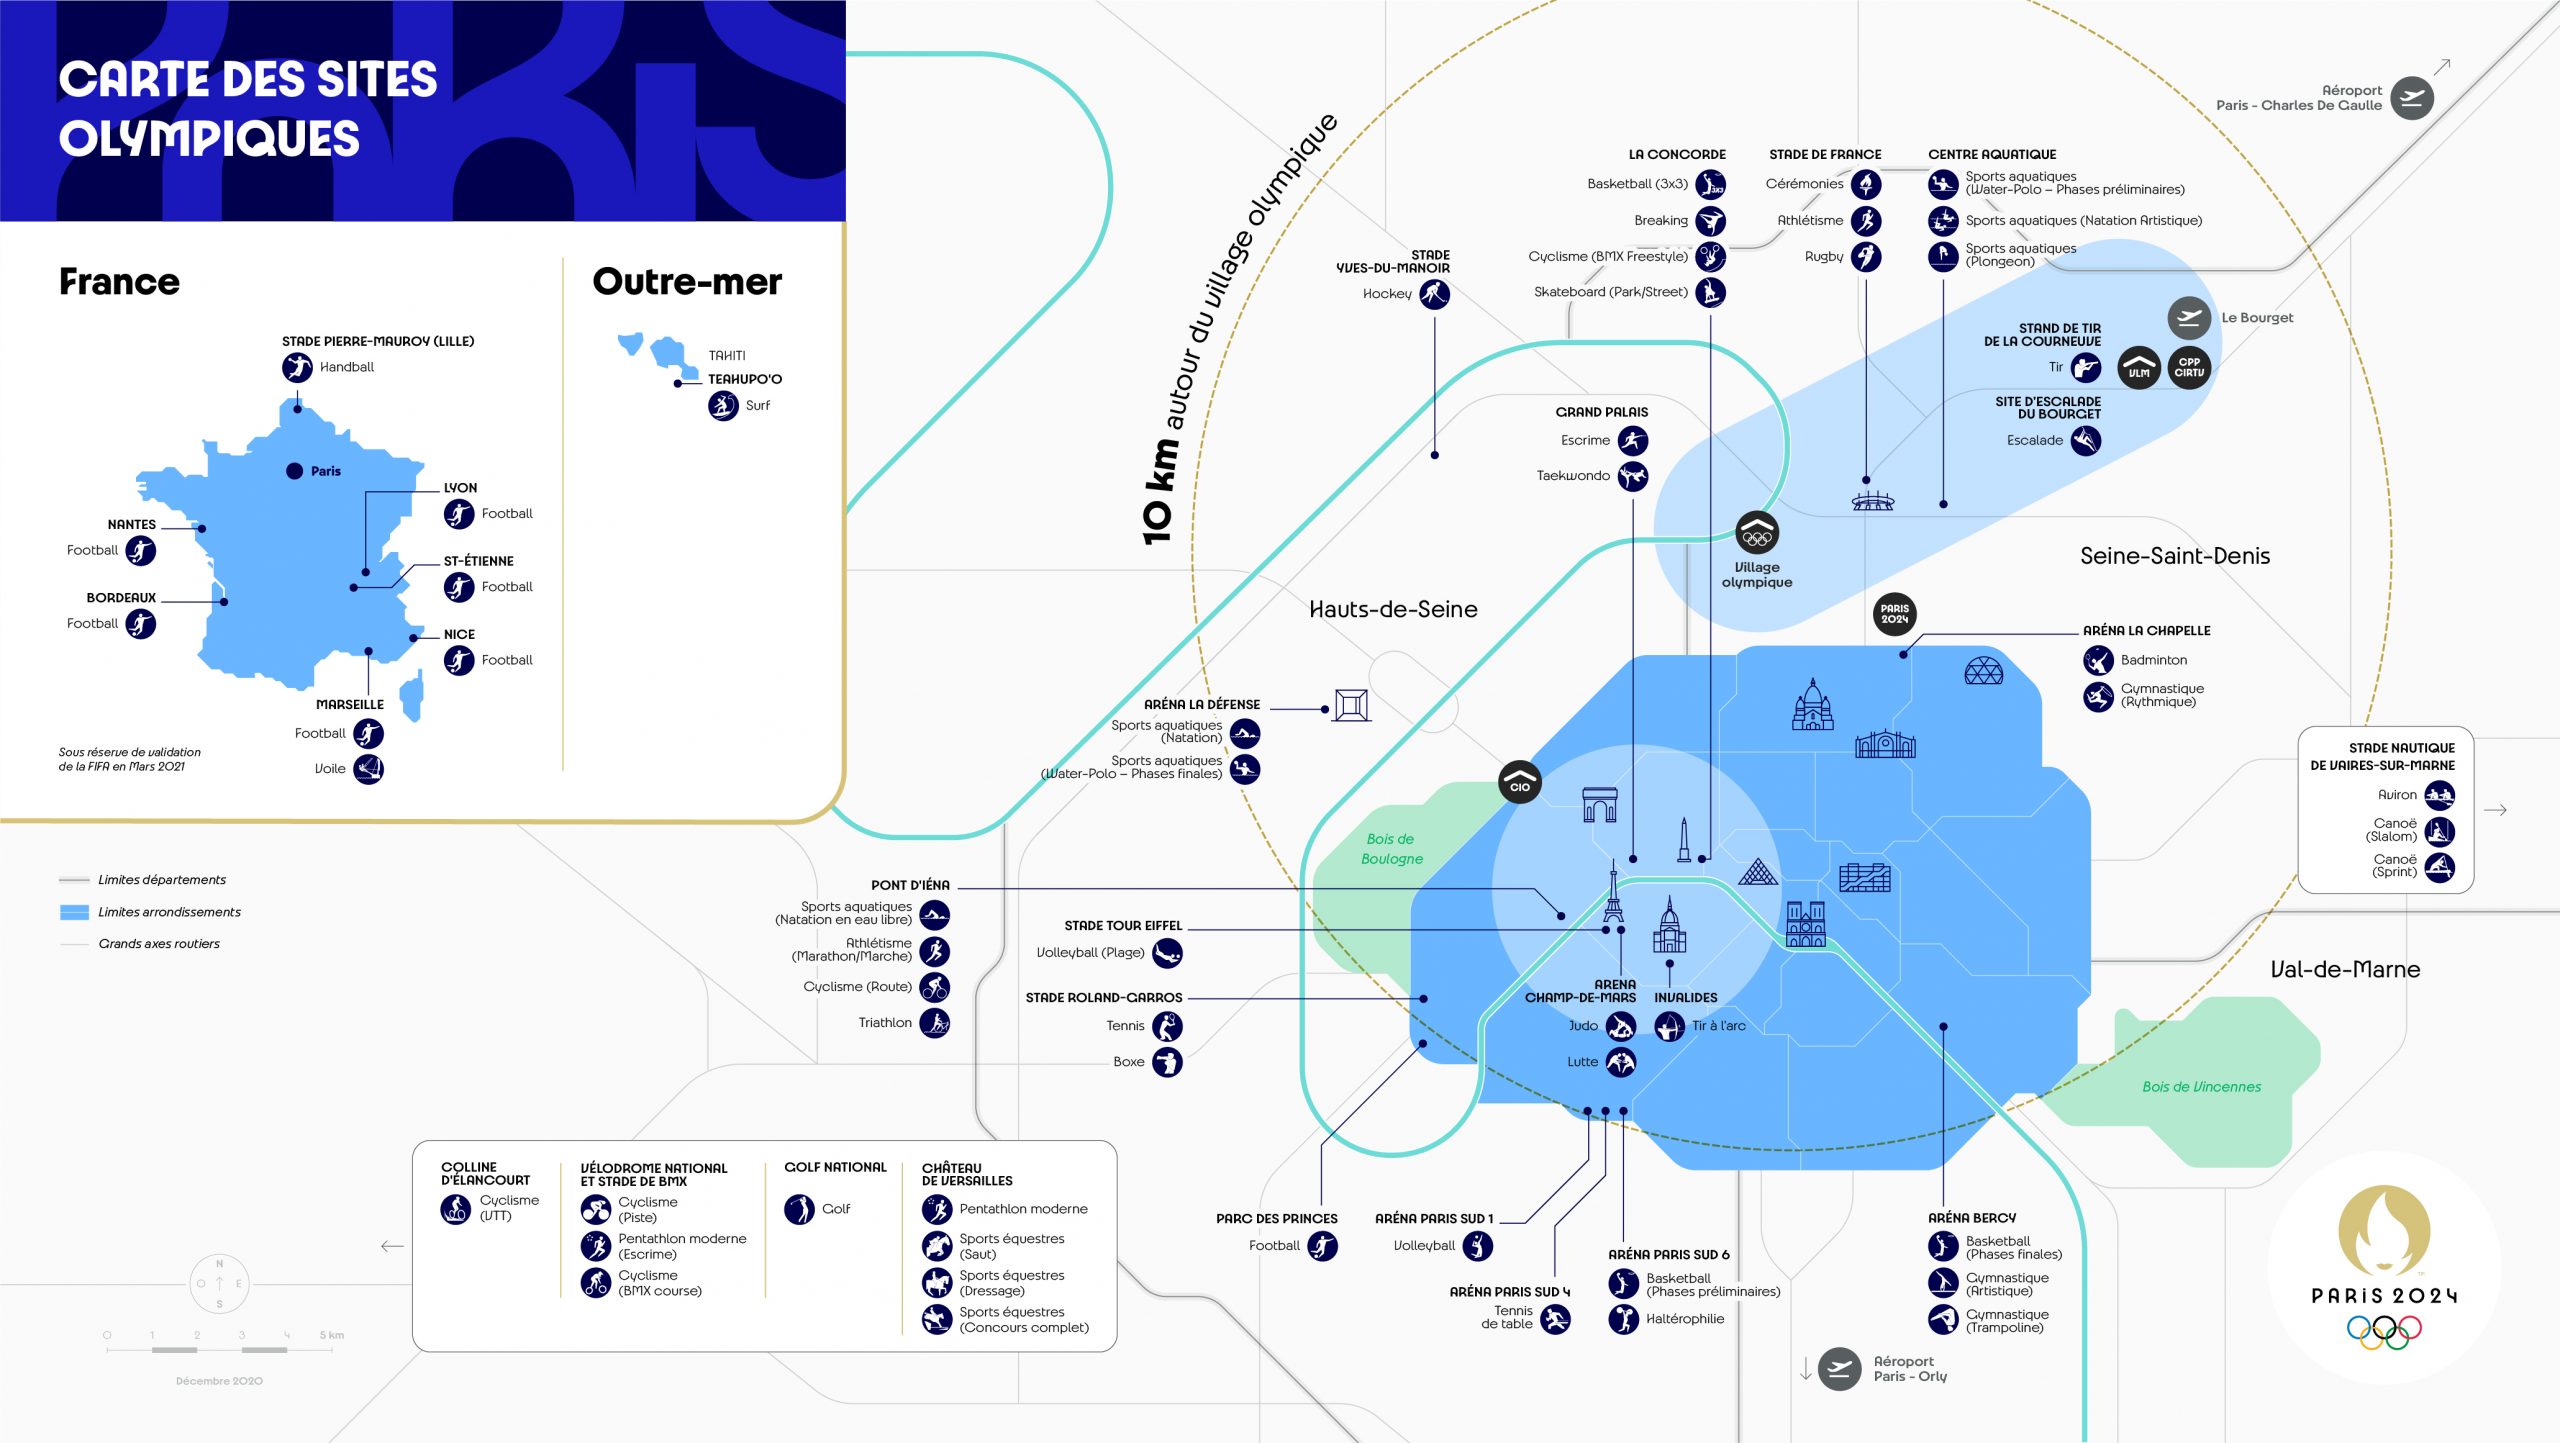 CARTE DES SITES
OLYMPIQUES
France
STADE PIERRE-MAUROY (LILLE)
Handball
Paris
LYON
Football
NANTES
Football
ST-ÉTIENNE
Football
BORDEAUX
Football
NICE
Football
MARSEILLE
Football
Voile
Sous réserve de validation
de la FIFA en Mars 2021
Outre-mer
TAHITI
TEAHUPO'O
Surf
Limites départements
Limites arrondissements
Grands axes routiers
10 km autour du village olympique
Aéroport
Paris - Charles De Gaulle
LA CONCORDE
Basketball (3x3)
3X3
Breaking
Cyclisme (BMX Freestyle)
Skateboard (Park/Street)
STADE DE FRANCE
Cérémonies
Athlétisme
Rugby
CENTRE AQUATIQUE
Sports aquatiques
(Water-Polo – Phases préliminaires)
Sports aquatiques (Natation Artistique)
Sports aquatiques
(Plongeon)
STADE
YVES-DU-MANOIR
Hockey
Le Bourget
STAND DE TIR
DE LA COURNEUVE
Tir
VLM
CPP
CIRTV
SITE D'ESCALADE
DU BOURGET
Escalade
GRAND PALAIS
Escrime
Taekwondo
Village
olympique
Seine-Saint-Denis
Hauts-de-Seine
PARIS
2024
ARÉNA LA CHAPELLE
Badminton
Gymnastique
(Rythmique)
ARÉNA LA DÉFENSE
Sports aquatiques
(Natation)
Sports aquatiques
(Water-Polo – Phases finales)
CIO
STADE NAUTIQUE
DE VAIRES-SUR-MARNE
Aviron
Canoë
(Slalom)
Canoë
(Sprint)
Bois de
Boulogne
PONT D'IÉNA
Sports aquatiques
(Natation en eau libre)
Athlétisme
(Marathon/Marche)
Cyclisme (Route)
Triathlon
STADE TOUR EIFFEL
Volleyball (Plage)
STADE ROLAND-GARROS
Tennis
Boxe
ARENA
CHAMP-DE-MARS
Judo
Lutte
INVALIDES
Tir à l'arc
Val-de-Marne
Bois de Vincennes
COLLINE
D'ÉLANCOURT
Cyclisme
(VTT)
VÉLODROME NATIONAL
ET STADE DE BMX
Cyclisme
(Piste)
Pentathlon moderne
(Escrime)
Cyclisme
(BMX course)
GOLF NATIONAL
Golf
CHÂTEAU
DE VERSAILLES
Pentathlon moderne
Sports équestres
(Saut)
Sports équestres
(Dressage)
Sports équestres
(Concours complet)
PARC DES PRINCES
Football
ARÉNA PARIS SUD 1
Volleyball
ARÉNA PARIS SUD 4
Tennis
de table
ARÉNA PARIS SUD 6
Basketball
(Phases préliminaires)
Haltérophilie
ARÉNA BERCY
Basketball
(Phases finales)
Gymnastique
(Artistique)
Gymnastique
(Trampoline)
Aéroport
Paris - Orly
N
O E
S
0 1 2 3 4 5 km
Décembre 2020
PARIS 2024